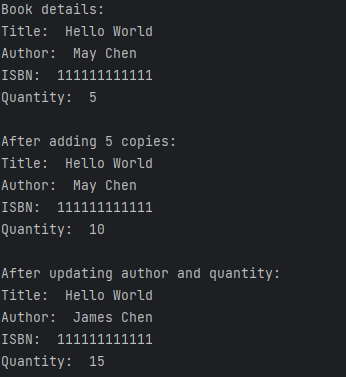 Book details:
Title:  Hello World
Author:  May Chen
ISBN:  111111111111
Quantity:  5

After adding 5 copies:
Title:  Hello World
Author:  May Chen
ISBN:  111111111111
Quantity:  10

After updating author and quantity:
Title:  Hello World
Author:  James Chen
ISBN:  111111111111
Quantity:  15